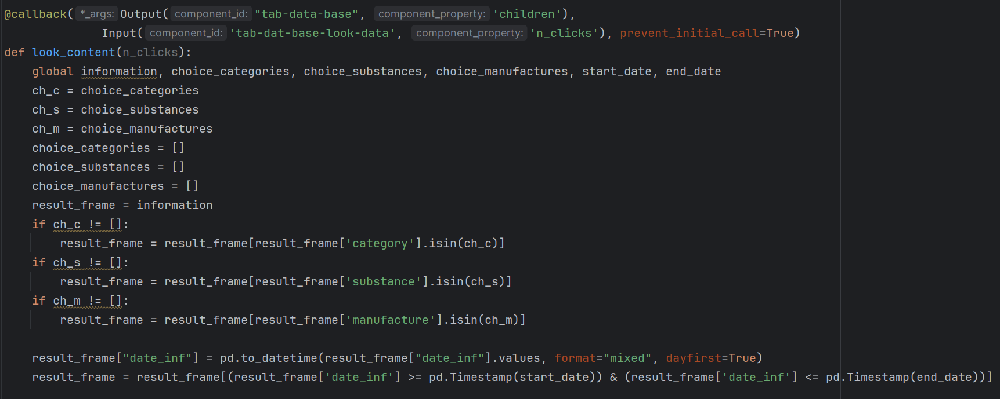 @callback( *_args: Output( component_id: "tab-data-base", component_property: 'children'),
Input( component_id: 'tab-dat-base-look-data', component_property: 'n_clicks'), prevent_initial_call=True)
def look_content(n_clicks):
global information, choice_categories, choice_substances, choice_manufactures, start_date, end_date
ch_c = choice_categories
ch_s = choice_substances
ch_m = choice_manufactures
choice_categories = []
choice_substances = []
choice_manufactures = []
result_frame = information
if ch_c != []:
result_frame = result_frame[result_frame['category'].isin(ch_c)]
if ch_s != []:
result_frame = result_frame[result_frame['substance'].isin(ch_s)]
if ch_m != []:
result_frame = result_frame[result_frame['manufacture'].isin(ch_m)]
result_frame["date_inf"] = pd.to_datetime(result_frame["date_inf"].values, format="mixed", dayfirst=True)
result_frame = result_frame[(result_frame['date_inf'] >= pd.Timestamp(start_date)) & (result_frame['date_inf'] <= pd.Timestamp(end_date))]